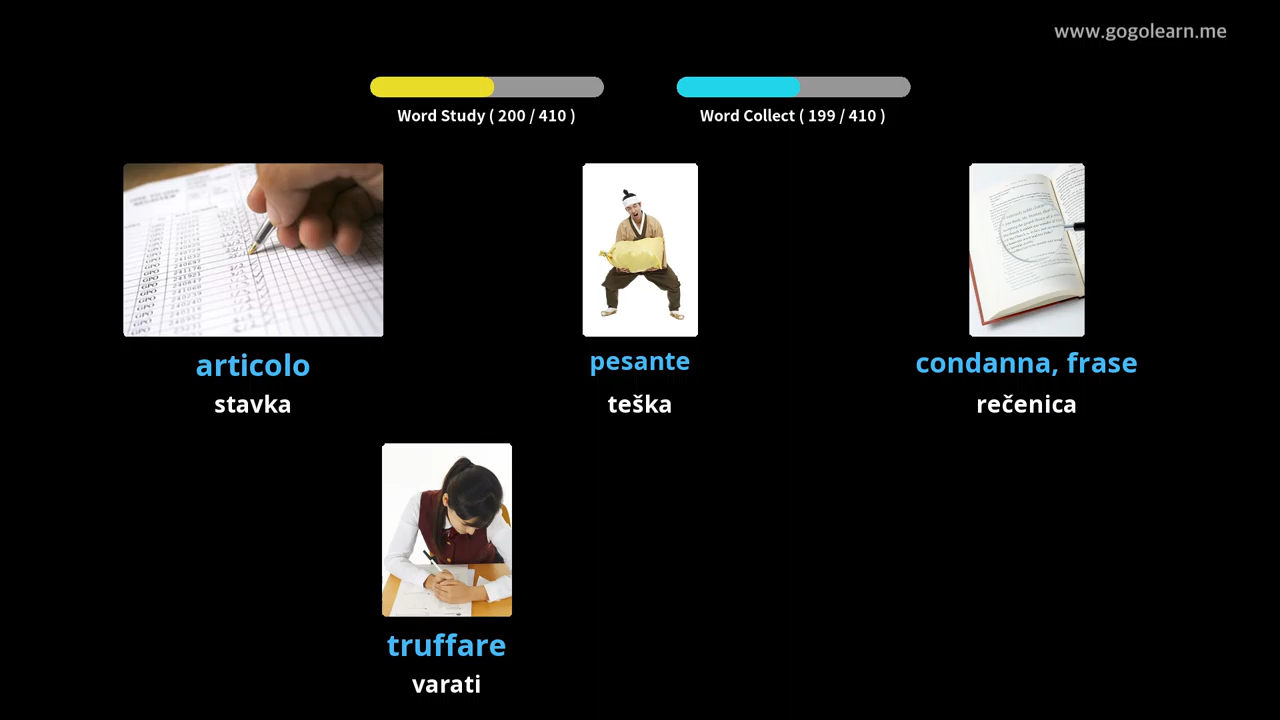 www.gogolearn.me
Word Study ( 200 / 410 )
Word Collect ( 199 / 410 )
articolo
pesante
condanna, frase
stavka
teška
rečenica
truffare
varati